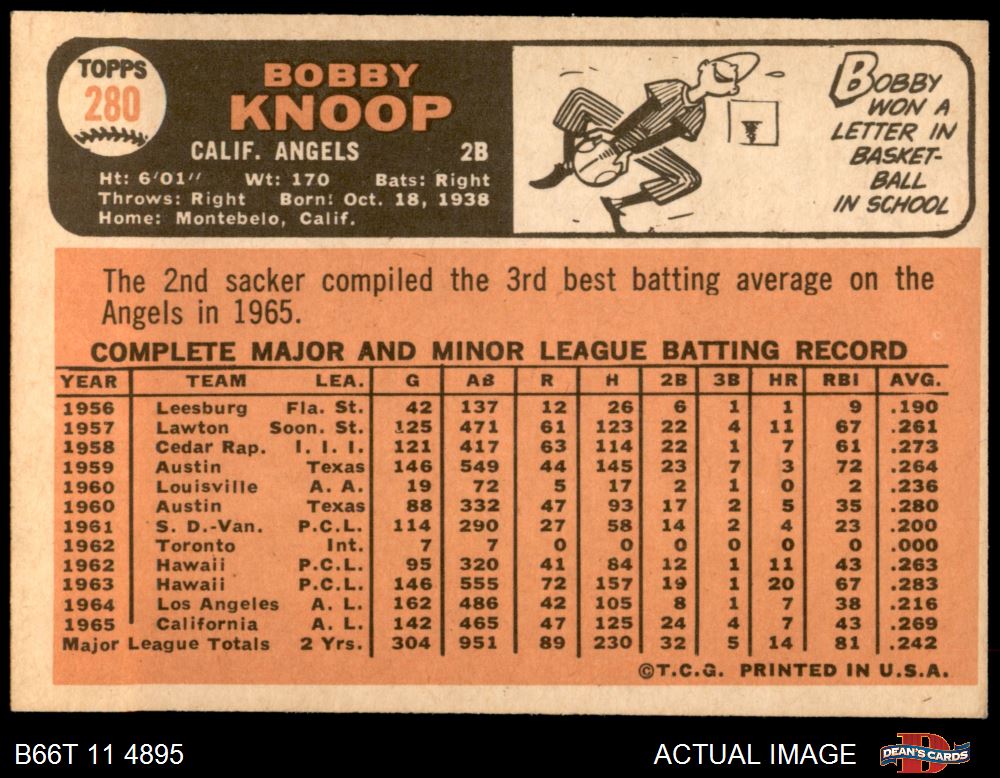 TOPPS
280
BOBBY
KNOOP
CALIF. ANGELS 2B
Ht: 6'01" Wt: 170 Bats: Right
Throws: Right Born: Oct. 18, 1938
Home: Montebelo, Calif.
BOBBY
WON A
LETTER IN
BASKET-
BALL
IN SCHOOL
The 2nd sacker compiled the 3rd best batting average on the
Angels in 1965.
COMPLETE MAJOR AND MINOR LEAGUE BATTING RECORD
YEAR TEAM LEA. G AB R H 2B 3B HR RBI AVG.
1956 Leesburg Fla. St. 42 137 12 26 6 1 1 9 .190
1957 Lawton Soon. St. 125 471 61 123 22 4 11 67 .261
1958 Cedar Rap. I. I. I. 121 417 63 114 22 1 7 61 .273
1959 Austin Texas 146 549 44 145 23 7 3 72 .264
1960 Louisville A. A. 19 72 5 17 2 1 0 2 .236
1960 Austin Texas 88 332 47 93 17 2 5 35 .280
1961 S. D.-Van. P.C.L. 114 290 27 58 14 2 4 23 .200
1962 Toronto Int. 7 7 0 0 0 0 0 0 .000
1962 Hawaii P.C.L. 95 320 41 84 12 1 11 43 .263
1963 Hawaii P.C.L. 146 555 72 157 19 1 20 67 .283
1964 Los Angeles A. L. 162 486 42 105 8 1 7 38 .216
1965 California A. L. 142 465 47 125 24 4 7 43 .269
Major League Totals 2 Yrs. 304 951 89 230 32 5 14 81 .242
©T.C.G. PRINTED IN U.S.A.
B66T 11 4895 ACTUAL IMAGE DEAN'S CARDS